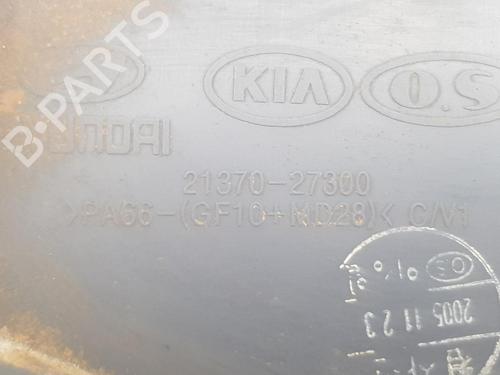 B-PARTS
KIA
O.S
HYUNDAI
21370-27300
>PA66-(GF10+MD28)< C/V1
O.S
2005 11 23